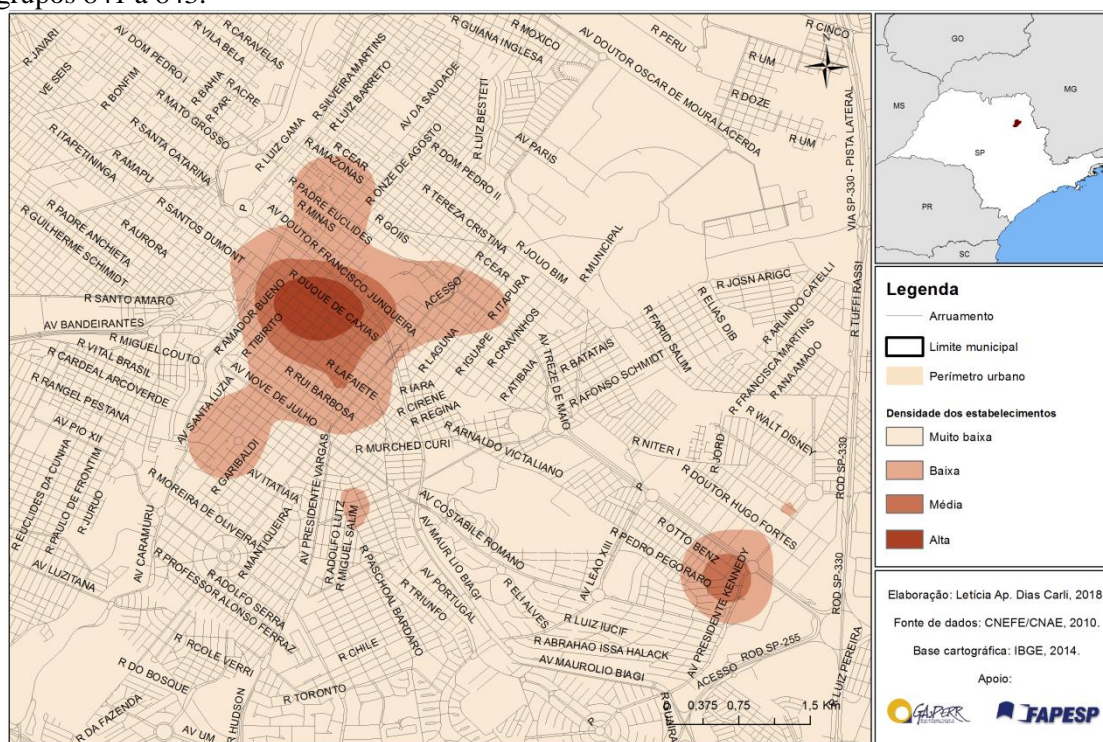 grupos 841 a 843.
R JAVARI
VE SEIS
AV DOM PEDRO I
R VILA BELA
R CARAVELAS
R BAHIA
R ACRE
R PAR
R BONFIM
R MATO GROSSO
R ITAPETININGA
R SANTA CATARINA
R AMAPU
R LUIZ GAMA
R SILVEIRA MARTINS
R LUIZ BARRETO
AV DA SAUDADE
R GUIANA INGLESA
R MOXICO
R PERU
AV DOUTOR OSCAR DE MOURA LACERDA
R CINCO
R UM
R DOZE
R UM
VIA SP-330 - PISTA LATERAL
R LUIZ BESTETI
AV PARIS
R CEAR
R AMAZONAS
R ONZE DE AGOSTO
R DOM PEDRO II
R PADRE EUCLIDES
R MINAS
R GOIIS
R TEREZA CRISTINA
R JOUO BIM
R MUNICIPAL
P
R SANTOS DUMONT
R PADRE ANCHIETA
R AURORA
R GUILHERME SCHIMDT
AV DOUTOR FRANCISCO JUNQUEIRA
R DUQUE DE CAXIAS
ACESSO
R CEAR
R ITAPURA
R JOSN ARIGC
R ELIAS DIB
R ARLINDO CATELLI
R TUFFI RASSI
R SANTO AMARO
AV BANDEIRANTES
R AMADOR BUENO
R TIBIRITO
R MIGUEL COUTO
R VITAL BRASIL
R CARDEAL ARCOVERDE
R RANGEL PESTANA
R LAFAIETE
R RUI BARBOSA
AV NOVE DE JULHO
AV SANTA LUZIA
R LAGUNA
R IGUAPE
R CRAVINHOS
R ATIBAIA
AV TREZE DE MAIO
R BATATAIS
R AFONSO SCHMIDT
R FARID SALIM
R FRANCISCA MARTINS
R ANA AMADO
R IARA
R CIRENE
R REGINA
AV PIO XII
R GARIBALDI
R MURCHED CURI
R ARNALDO VICTALIANO
R NITER I
R JORD
R WALT DISNEY
ROD SP-330
R EUCLIDES DA CUNHA
R PAULO DE FRONTIM
R JURUO
R MOREIRA DE OLIVEIRA
AV ITATIAIA
AV PRESIDENTE VARGAS
R MANTIQUEIRA
R ADOLFO LUTZ
R MIGUEL SALIM
AV COSTABILE ROMANO
P
R DOUTOR HUGO FORTES
R OTTO BENZ
R PEDRO PEGORARO
AV CARAMURU
AV LUZITANA
R ADOLFO SERRA
R PROFESSOR ALONSO FERRAZ
R PASCHOAL BARDARO
AV MAUR LIO BIAGI
AV PORTUGAL
R TRIUNFO
R ELI ALVES
AV LEAO XIII
AV PRESIDENTE KENNEDY
ROD SP-330
R RCOLE VERRI
R DO BOSQUE
R DA FAZENDA
AV UM
R HUDSON
R CHILE
R TORONTO
R LUIZ IUCIF
R ABRAHAO ISSA HALACK
AV MAUROLIO BIAGI
R GUAIRA
P
ACESSO
ROD SP-255
R LUIZ PEREIRA
0.375 0,75 1,5 Km
GO
MS
MG
SP
PR
SC
Legenda
Arruamento
Limite municipal
Perímetro urbano
Densidade dos estabelecimentos
Muito baixa
Baixa
Média
Alta
Elaboração: Letícia Ap. Dias Carli, 2018
Fonte de dados: CNEFE/CNAE, 2010.
Base cartográfica: IBGE, 2014.
Apoio:
GAsPERR
FAPESP